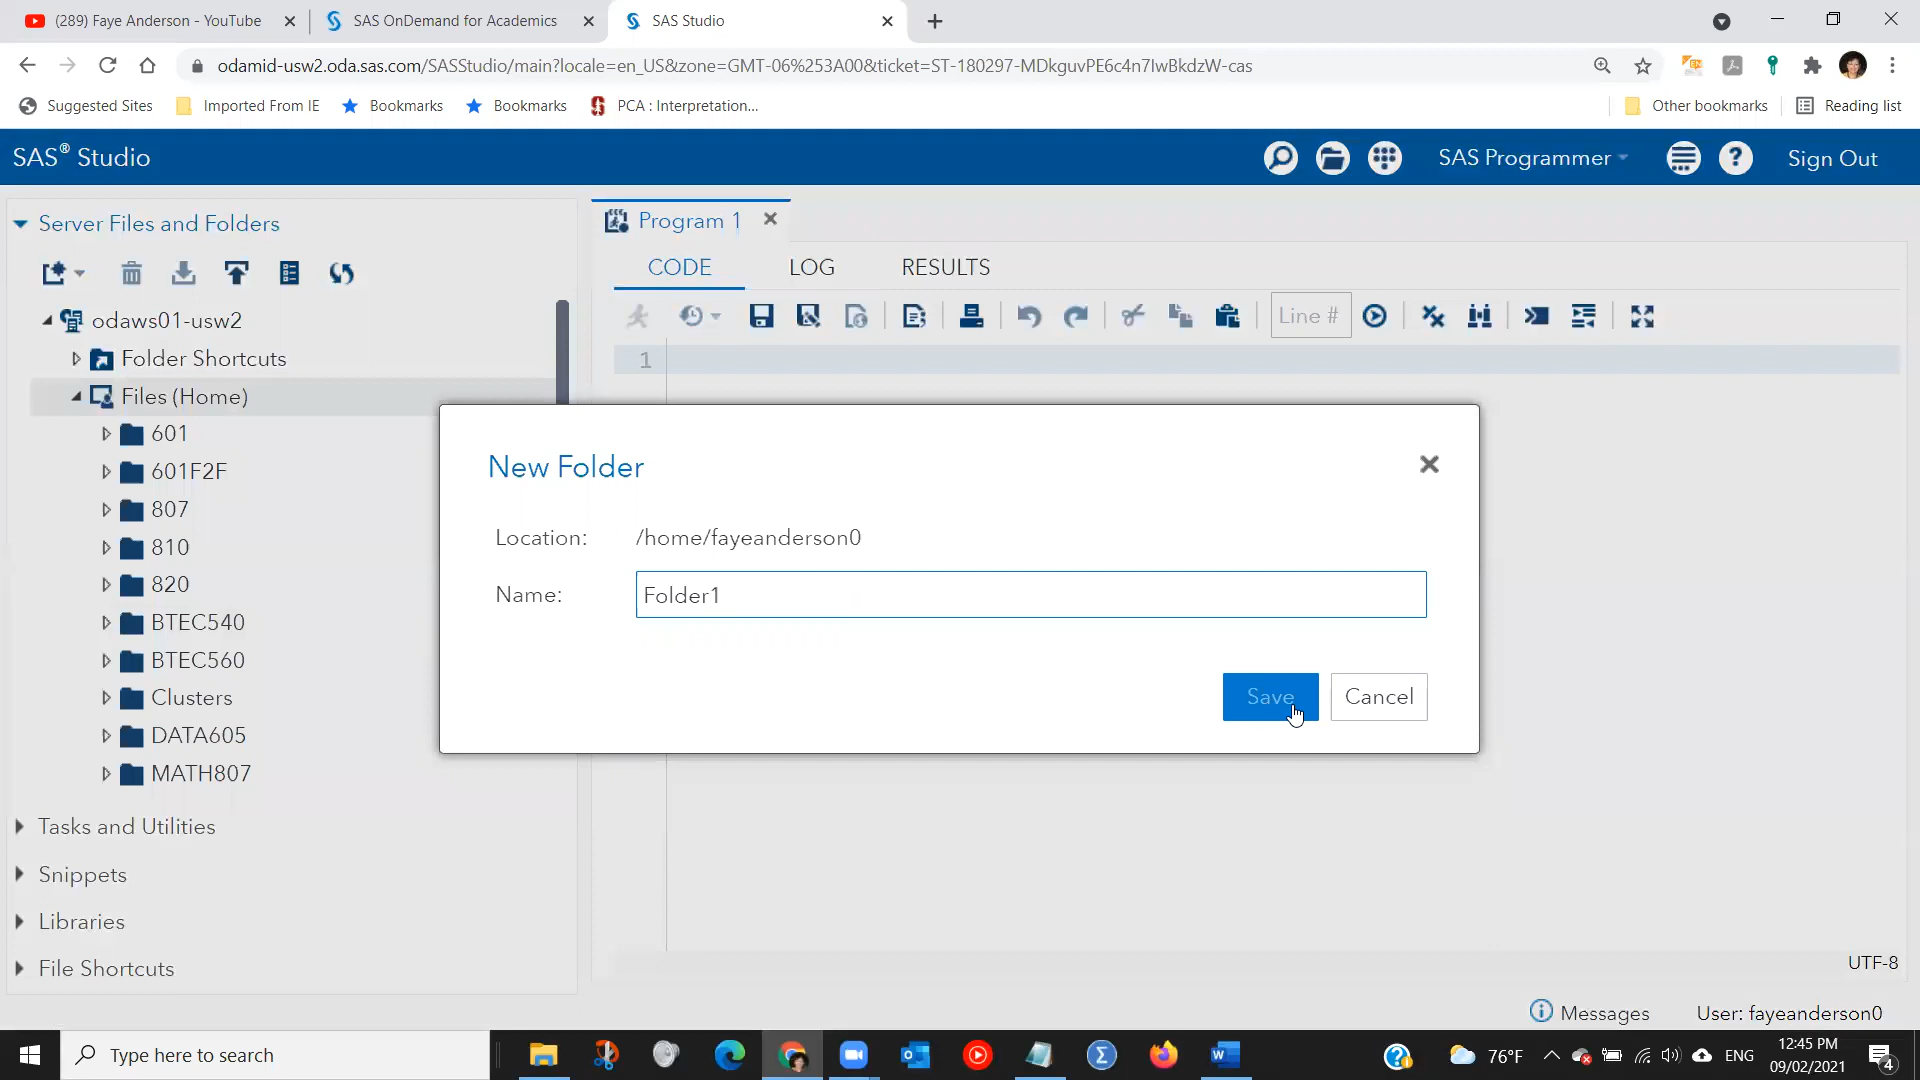 (289) Faye Anderson - YouTube
SAS OnDemand for Academics
SAS Studio
odamid-usw2.oda.sas.com/SASStudio/main?locale=en_US&zone=GMT-06%253A00&ticket=ST-180297-MDkguvPE6c4n7IwBkdzW-cas
Suggested Sites
Imported From IE
Bookmarks
Bookmarks
PCA : Interpretation...
Other bookmarks
Reading list
SAS® Studio
SAS Programmer
Sign Out
Server Files and Folders
odaws01-usw2
Folder Shortcuts
Files (Home)
601
601F2F
807
810
820
BTEC540
BTEC560
Clusters
DATA605
MATH807
Tasks and Utilities
Snippets
Libraries
File Shortcuts
Program 1
CODE
LOG
RESULTS
Line #
1
New Folder
Location:
/home/fayeanderson0
Name:
Folder1
Save
Cancel
UTF-8
Messages
User: fayeanderson0
Type here to search
76°F
ENG
12:45 PM
09/02/2021
4